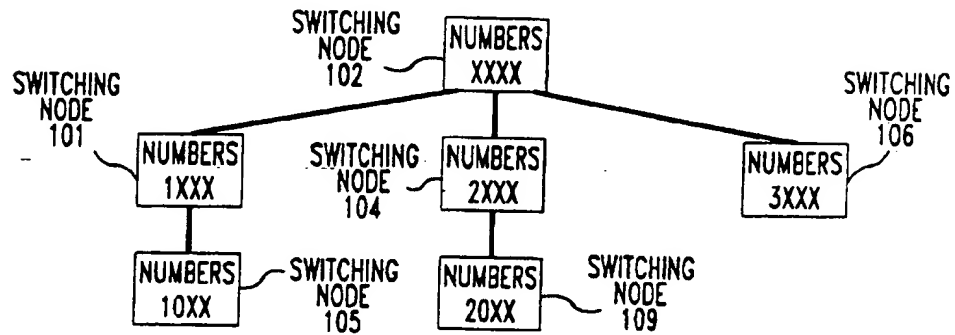 SWITCHING
NODE
102
NUMBERS
XXXX
SWITCHING
NODE
101
NUMBERS
1XXX
SWITCHING
NODE
104
NUMBERS
2XXX
SWITCHING
NODE
106
NUMBERS
3XXX
NUMBERS
10XX
SWITCHING
NODE
105
NUMBERS
20XX
SWITCHING
NODE
109